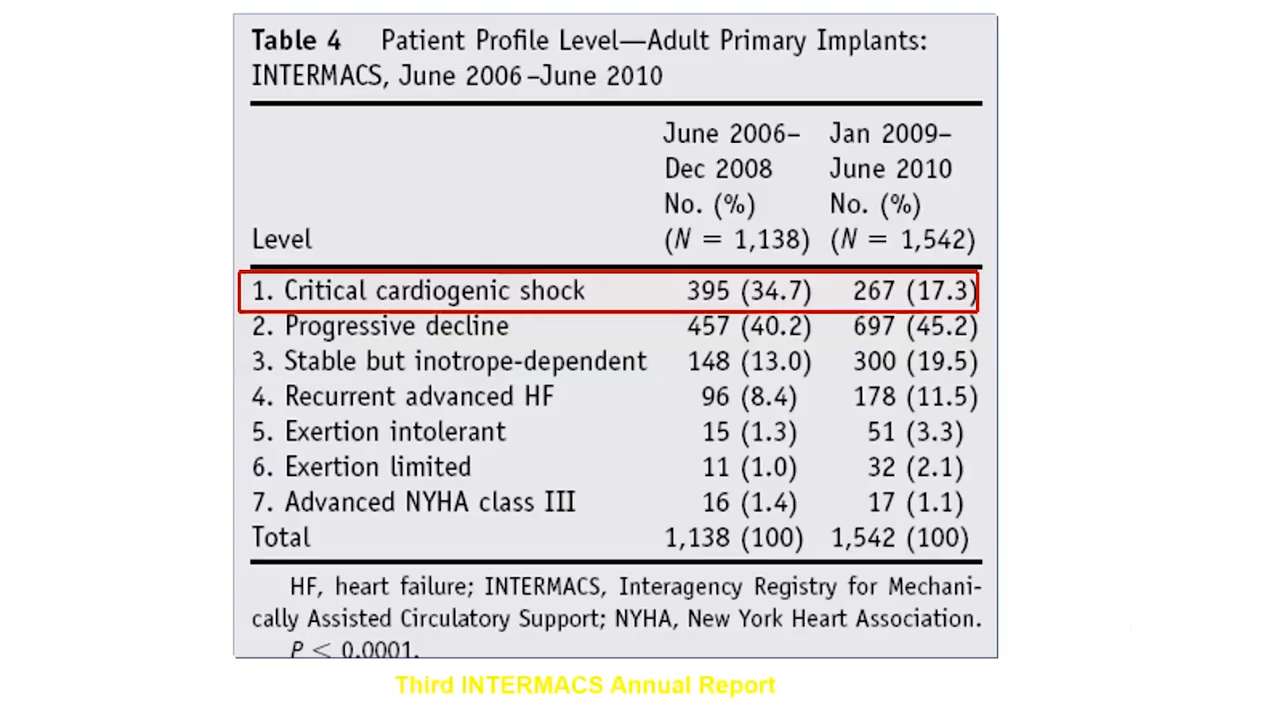 Table 4 Patient Profile Level—Adult Primary Implants:
INTERMACS, June 2006–June 2010
June 2006– Jan 2009–
Dec 2008 June 2010
No. (%) No. (%)
Level (N = 1,138) (N = 1,542)
1. Critical cardiogenic shock 395 (34.7) 267 (17.3)
2. Progressive decline 457 (40.2) 697 (45.2)
3. Stable but inotrope-dependent 148 (13.0) 300 (19.5)
4. Recurrent advanced HF 96 (8.4) 178 (11.5)
5. Exertion intolerant 15 (1.3) 51 (3.3)
6. Exertion limited 11 (1.0) 32 (2.1)
7. Advanced NYHA class III 16 (1.4) 17 (1.1)
Total 1,138 (100) 1,542 (100)
HF, heart failure; INTERMACS, Interagency Registry for Mechani-
cally Assisted Circulatory Support; NYHA, New York Heart Association.
P < 0.0001.
Third INTERMACS Annual Report